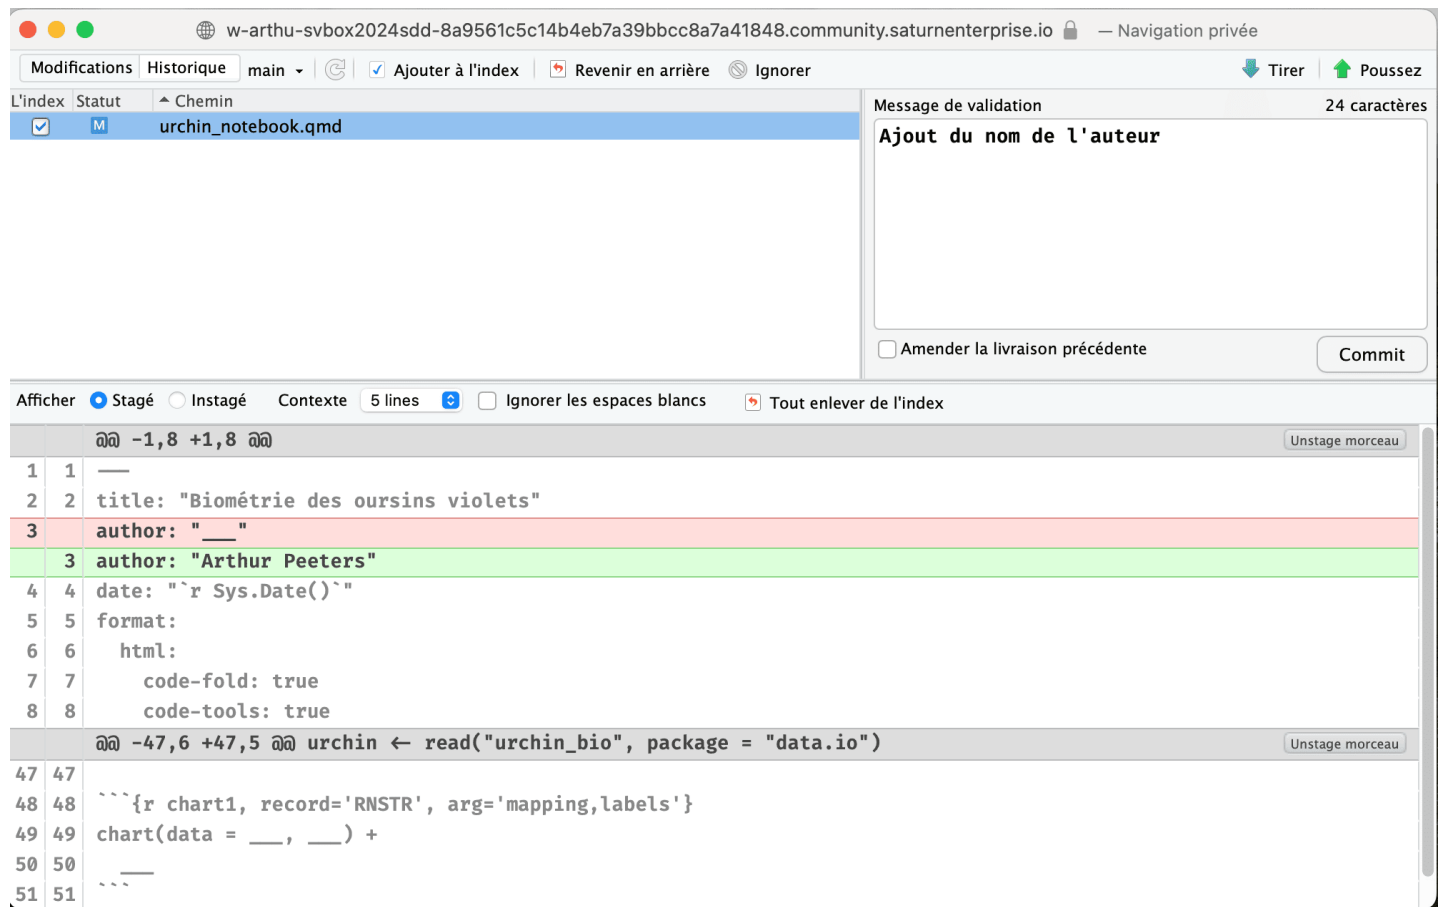 w-arthu-svbox2024sdd-8a9561c5c14b4eb7a39bbcc8a7a41848.community.saturnenterprise.io — Navigation privée
Modifications Historique main Ajouter à l'index Revenir en arrière Ignorer Tirer Poussez
L'index Statut Chemin
M urchin_notebook.qmd
Message de validation 24 caractères
Ajout du nom de l'auteur
Amender la livraison précédente Commit
Afficher Stagé Instagé Contexte 5 lines Ignorer les espaces blancs Tout enlever de l'index
@@ -1,8 +1,8 @@ Unstage morceau
1 1 ---
2 2 title: "Biométrie des oursins violets"
3 author: "___"
3 author: "Arthur Peeters"
4 4 date: "`r Sys.Date()`"
5 5 format:
6 6 html:
7 7 code-fold: true
8 8 code-tools: true
@@ -47,6 +47,5 @@ urchin <- read("urchin_bio", package = "data.io") Unstage morceau
47 47
48 48 ```{r chart1, record='RNSTR', arg='mapping,labels'}
49 49 chart(data = ___, ___) +
50 50 ___
51 51 ```